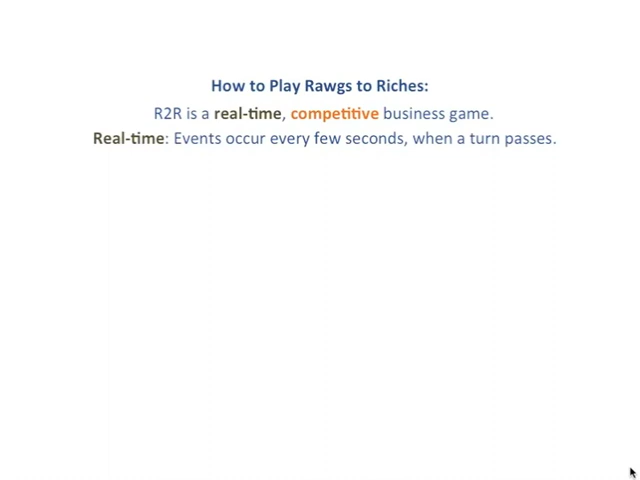 How to Play Rawgs to Riches:
R2R is a real-time, competitive business game.
Real-time: Events occur every few seconds, when a turn passes.